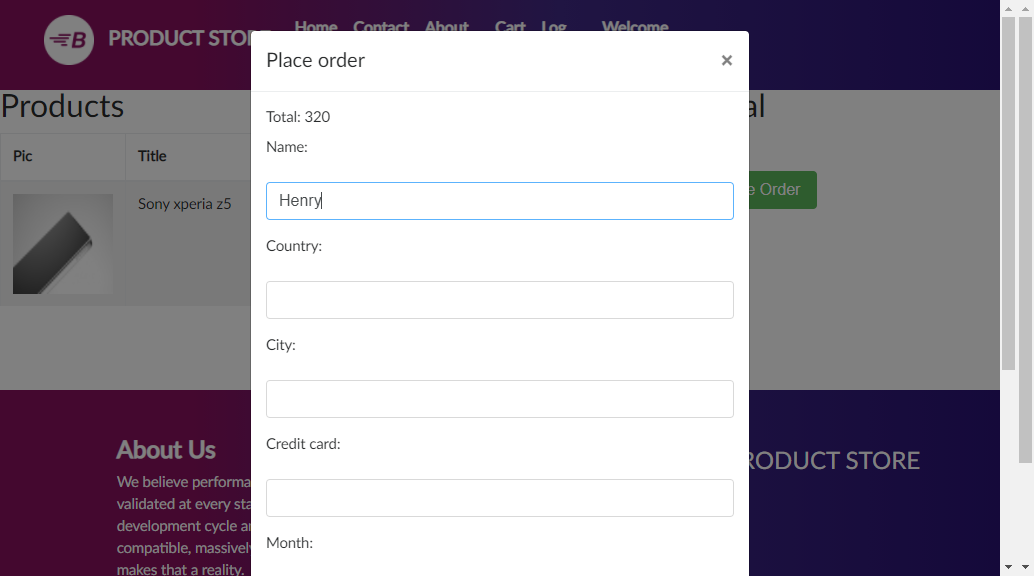 PRODUCT STOR
Home Contact About Cart Log Welcome
Place order
×
Total: 320
Name:
Henry
Country:
City:
Credit card:
Month:
Products
Pic Title
Sony xperia z5
al
e Order
About Us
We believe performa
validated at every sta
development cycle a
compatible, massively
makes that a reality.
RODUCT STORE